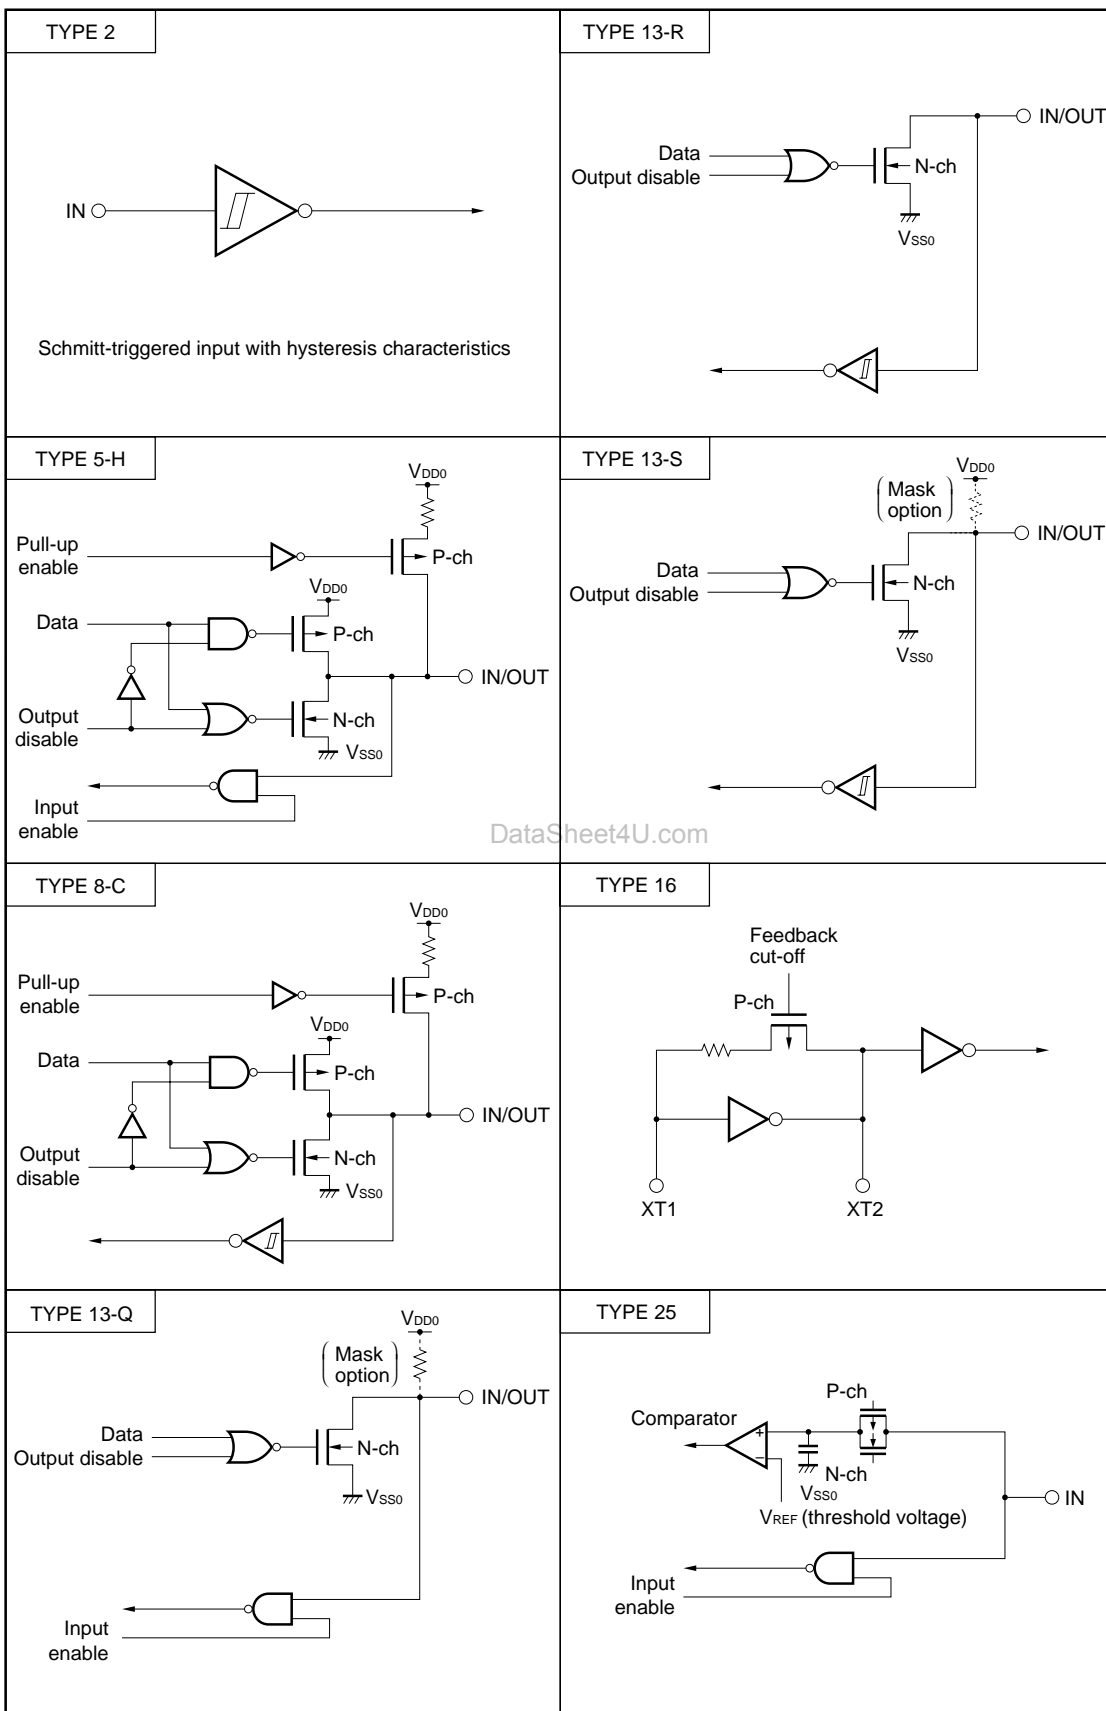 TYPE 2
IN
Schmitt-triggered input with hysteresis characteristics
TYPE 13-R
IN/OUT
Data
Output disable
N-ch
VSS0
TYPE 5-H
VDD0
Pull-up
enable
P-ch
VDD0
Data
P-ch
IN/OUT
Output
disable
N-ch
VSS0
Input
enable
TYPE 13-S
VDD0
(Mask
option)
IN/OUT
Data
Output disable
N-ch
VSS0
DataSheet4U.com
TYPE 8-C
VDD0
Pull-up
enable
P-ch
VDD0
Data
P-ch
IN/OUT
Output
disable
N-ch
VSS0
TYPE 16
Feedback
cut-off
P-ch
XT1
XT2
TYPE 13-Q
VDD0
(Mask
option)
IN/OUT
Data
Output disable
N-ch
VSS0
Input
enable
TYPE 25
P-ch
Comparator
+
−
N-ch
VSS0
VREF (threshold voltage)
IN
Input
enable